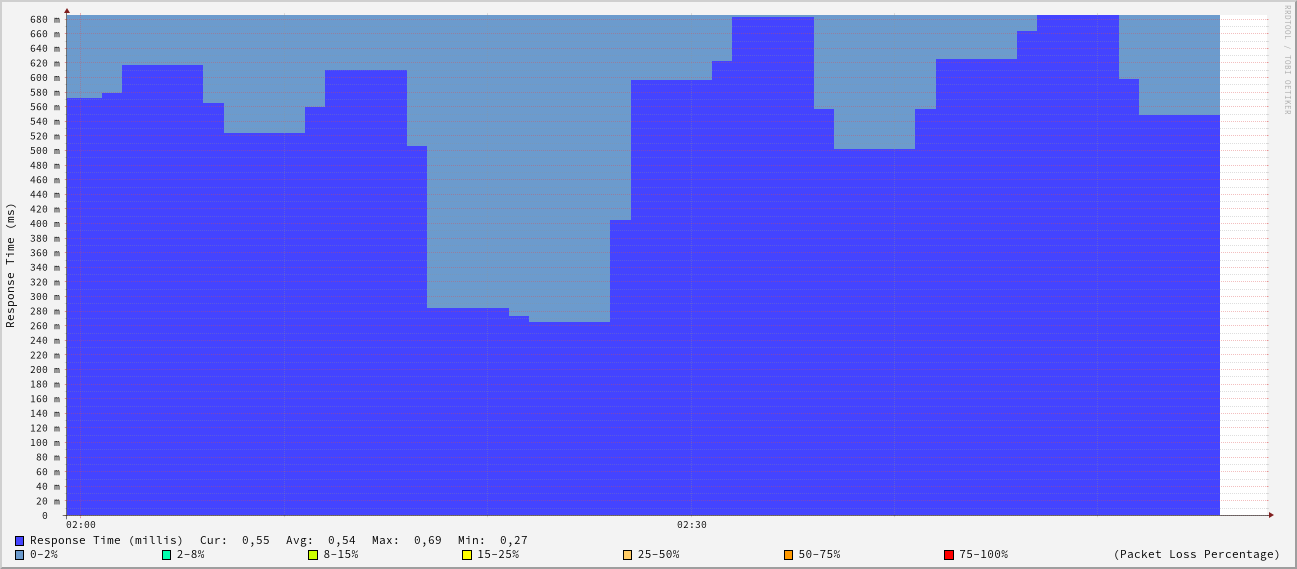 RRDTOOL / TOBI OETIKER
Response Time (ms)
680 m
660 m
640 m
620 m
600 m
580 m
560 m
540 m
520 m
500 m
480 m
460 m
440 m
420 m
400 m
380 m
360 m
340 m
320 m
300 m
280 m
260 m
240 m
220 m
200 m
180 m
160 m
140 m
120 m
100 m
80 m
60 m
40 m
20 m
0
02:00 02:30
Response Time (millis) Cur: 0,55 Avg: 0,54 Max: 0,69 Min: 0,27
0-2% 2-8% 8-15% 15-25% 25-50% 50-75% 75-100% (Packet Loss Percentage)